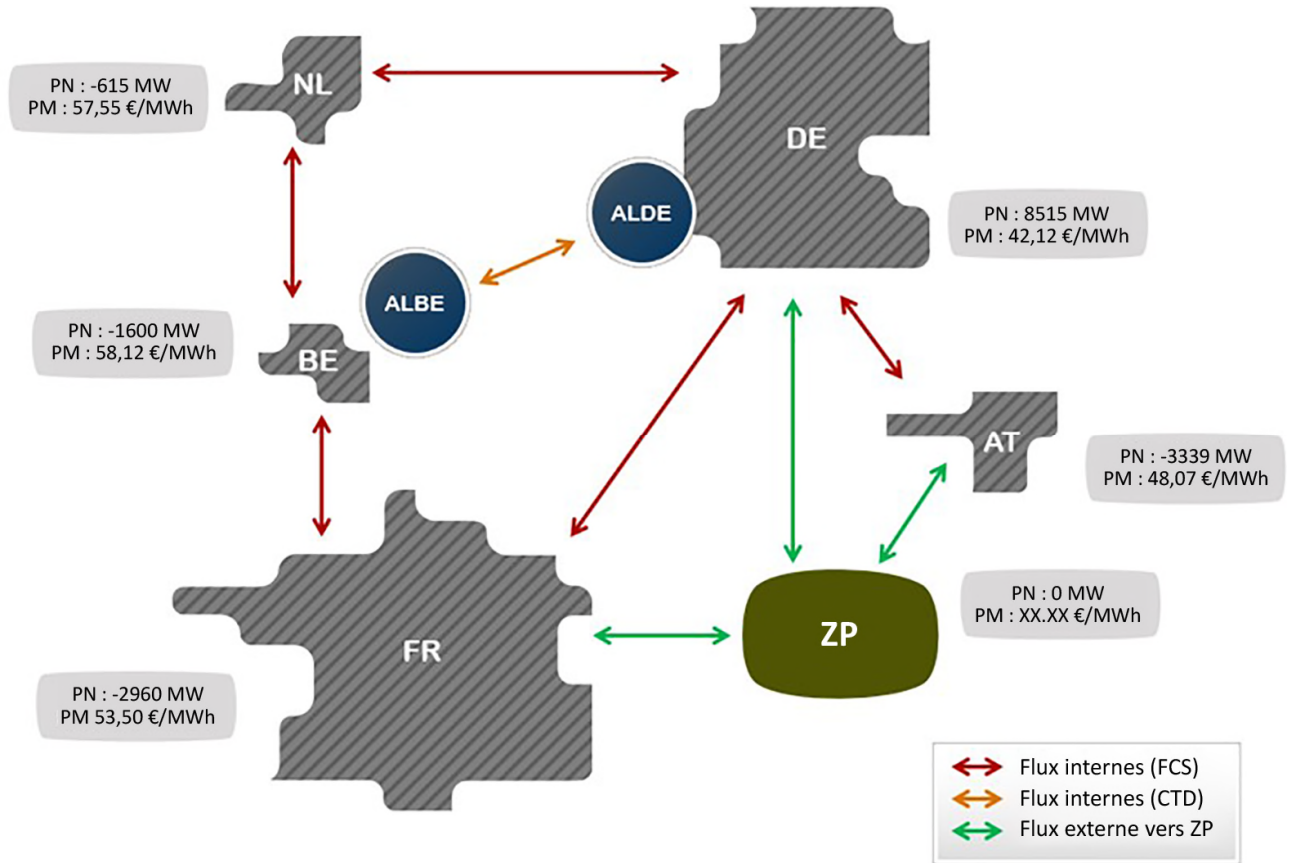 NL
PN : -615 MW
PM : 57,55 €/MWh
DE
ALDE
PN : 8515 MW
PM : 42,12 €/MWh
ALBE
PN : -1600 MW
PM : 58,12 €/MWh
BE
AT
PN : -3339 MW
PM : 48,07 €/MWh
PN : 0 MW
PM : XX.XX €/MWh
ZP
FR
PN : -2960 MW
PM 53,50 €/MWh
Flux internes (FCS)
Flux internes (CTD)
Flux externe vers ZP